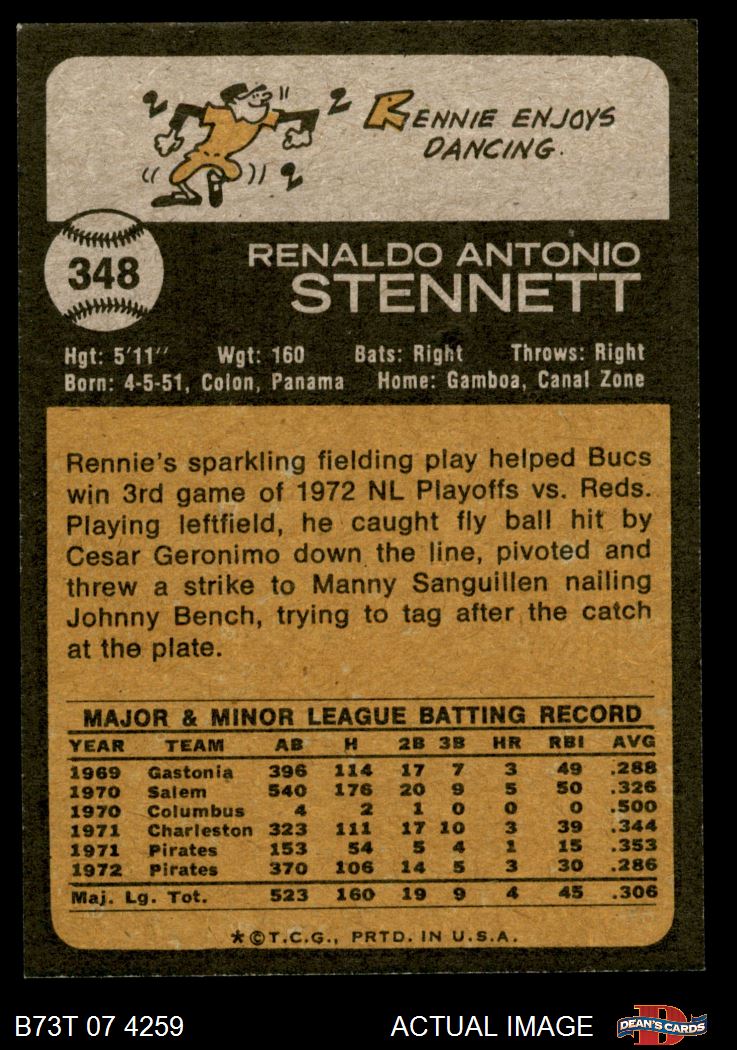 RENNIE ENJOYS
DANCING.
348
RENALDO ANTONIO
STENNETT
Hgt: 5'11" Wgt: 160 Bats: Right Throws: Right
Born: 4-5-51, Colon, Panama Home: Gamboa, Canal Zone
Rennie's sparkling fielding play helped Bucs
win 3rd game of 1972 NL Playoffs vs. Reds.
Playing leftfield, he caught fly ball hit by
Cesar Geronimo down the line, pivoted and
threw a strike to Manny Sanguillen nailing
Johnny Bench, trying to tag after the catch
at the plate.
MAJOR & MINOR LEAGUE BATTING RECORD
YEAR TEAM AB H 2B 3B HR RBI AVG
1969 Gastonia 396 114 17 7 3 49 .288
1970 Salem 540 176 20 9 5 50 .326
1970 Columbus 4 2 1 0 0 0 .500
1971 Charleston 323 111 17 10 3 39 .344
1971 Pirates 153 54 5 4 1 15 .353
1972 Pirates 370 106 14 5 3 30 .286
Maj. Lg. Tot. 523 160 19 9 4 45 .306
*©T.C.G., PRTD. IN U.S.A.
B73T 07 4259 ACTUAL IMAGE D DEAN'S CARDS